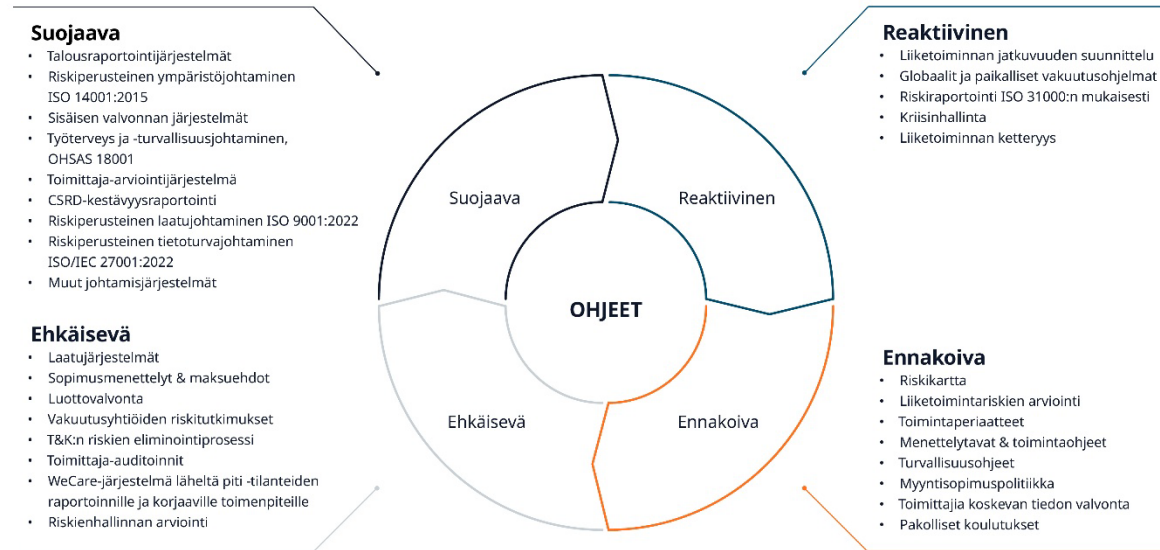 Suojaava
• Talousraportointijärjestelmät
• Riskiperusteinen ympäristöjohtaminen
ISO 14001:2015
• Sisäisen valvonnan järjestelmät
• Työterveys ja -turvallisuusjohtaminen,
OHSAS 18001
• Toimittaja-arviointijärjestelmä
• CSRD-kestävyysraportointi
• Riskiperusteinen laatujohtaminen ISO 9001:2022
• Riskiperusteinen tietoturvajohtaminen
ISO/IEC 27001:2022
• Muut johtamisjärjestelmät
Reaktiivinen
• Liiketoiminnan jatkuvuuden suunnittelu
• Globaalit ja paikalliset vakuutusohjelmat
• Riskiraportointi ISO 31000:n mukaisesti
• Kriisinhallinta
• Liiketoiminnan ketteryys
Suojaava
Reaktiivinen
OHJEET
Ehkäisevä
Ennakoiva
Ehkäisevä
• Laatujärjestelmät
• Sopimusmenettelyt & maksuehdot
• Luottovalvonta
• Vakuutusyhtiöiden riskitutkimukset
• T&K:n riskien eliminointiprosessi
• Toimittaja-auditoinnit
• WeCare-järjestelmä läheltä piti -tilanteiden
raportoinnille ja korjaaville toimenpiteille
• Riskienhallinnan arviointi
Ennakoiva
• Riskikartta
• Liiketoimintariskien arviointi
• Toimintaperiaatteet
• Menettelytavat & toimintaohjeet
• Turvallisuusohjeet
• Myyntisopimuspolitiikka
• Toimittajia koskevan tiedon valvonta
• Pakolliset koulutukset